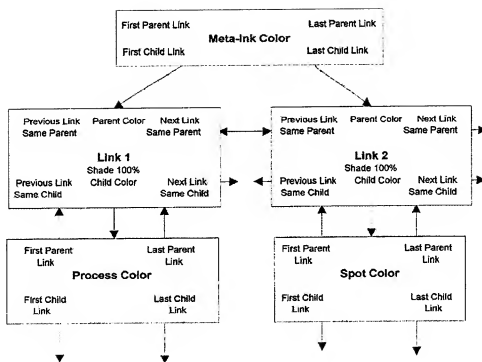 First Parent Link Last Parent Link
Meta-Ink Color
First Child Link Last Child Link
Previous Link Parent Color Next Link
Same Parent Same Parent
Link 1
Shade 100%
Previous Link Child Color Next Link
Same Child Same Child
Previous Link Parent Color Next Link
Same Parent Same Parent
Link 2
Shade 100%
Previous Link Child Color Next Link
Same Child Same Child
First Parent Last Parent
Link Link
Process Color
First Child Last Child
Link Link
First Parent Last Parent
Link Link
Spot Color
First Child Last Child
Link Link